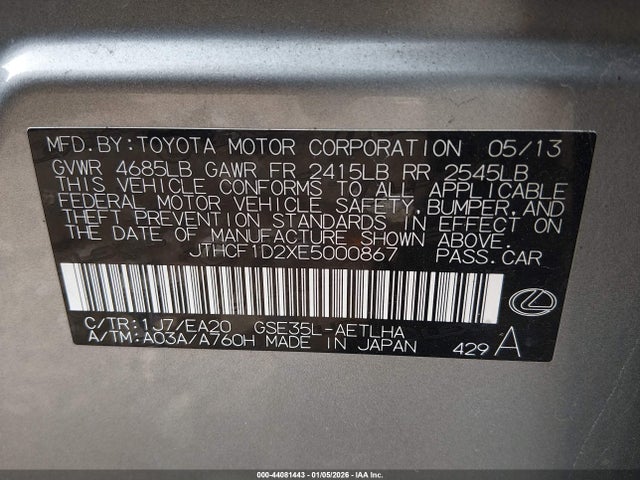 MFD.BY:TOYOTA MOTOR CORPORATION 05/13
GVWR 4685LB GAWR FR 2415LB RR 2545LB
THIS VEHICLE CONFORMS TO ALL APPLICABLE
FEDERAL MOTOR VEHICLE SAFETY, BUMPER, AND
THEFT PREVENTION STANDARDS IN EFFECT ON
THE DATE OF MANUFACTURE SHOWN ABOVE.
JTHCF1D2XE5000867 PASS.CAR
C/TR:1J7/EA20 GSE35L-AETLHA
A/TM:A03A/A760H MADE IN JAPAN 429 A
000-44081443 - 01/05/2026 - IAA Inc.